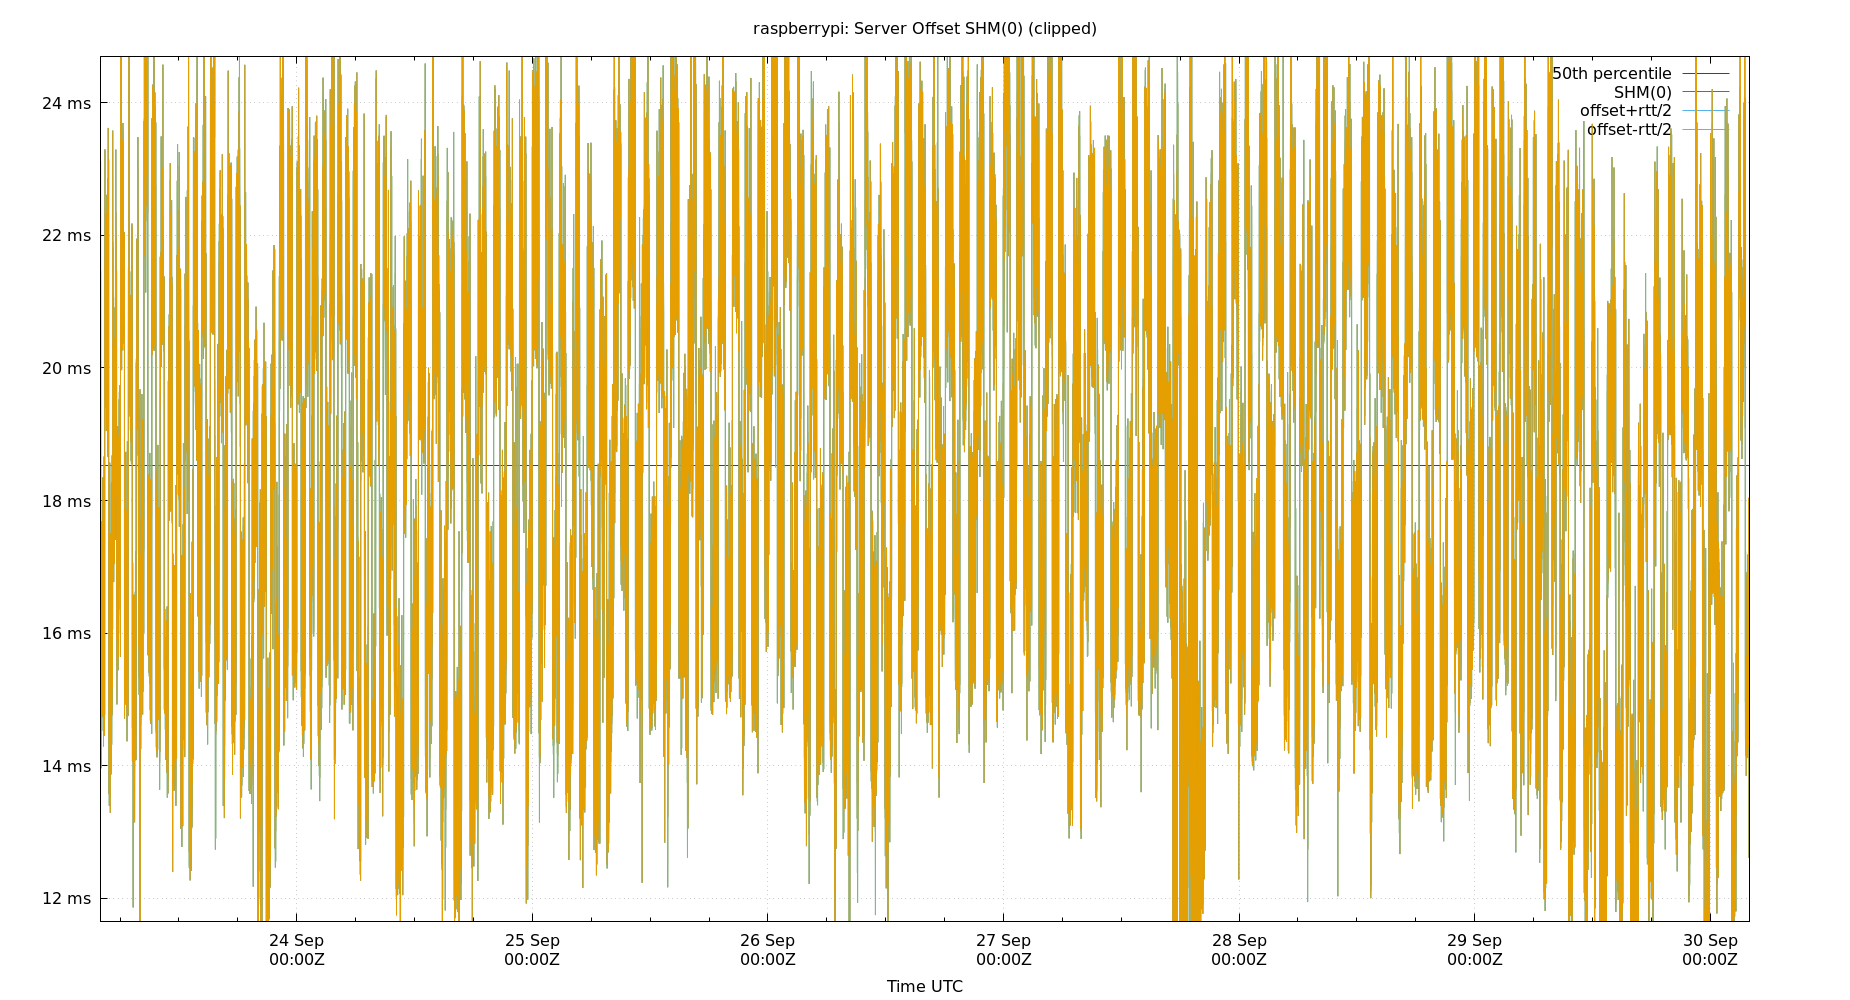 raspberrypi: Server Offset SHM(0) (clipped)
50th percentile
SHM(0)
offset+rtt/2
offset-rtt/2
24 ms
22 ms
20 ms
18 ms
16 ms
14 ms
12 ms
24 Sep 25 Sep 26 Sep 27 Sep 28 Sep 29 Sep 30 Sep
00:00Z 00:00Z 00:00Z 00:00Z 00:00Z 00:00Z 00:00Z
Time UTC